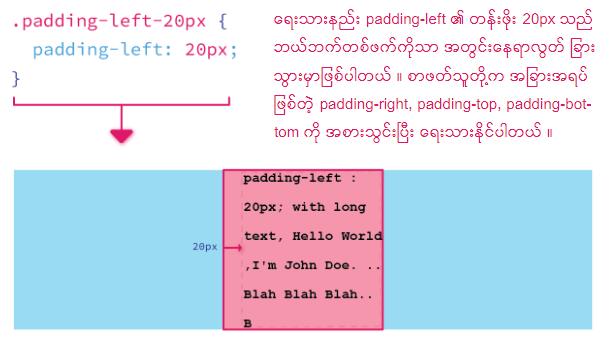 .padding-left-20px {
padding-left: 20px;
}
ရေးသားနည်း padding-left ၏ တန်းဖိုး 20px သည်
ဘယ်ဘက်တစ်ဖက်ကိုသာ အတွင်းနေရာလွတ် ခြား
သွားမှာဖြစ်ပါတယ် ။ စာဖတ်သူတို့က အခြားအရပ်
ဖြစ်တဲ့ padding-right, padding-top, padding-bot-
tom ကို အစားသွင်းပြီး ရေးသားနိုင်ပါတယ် ။
padding-left :
20px; with long
text, Hello World
20px
,I'm John Doe. ..
Blah Blah Blah..
B